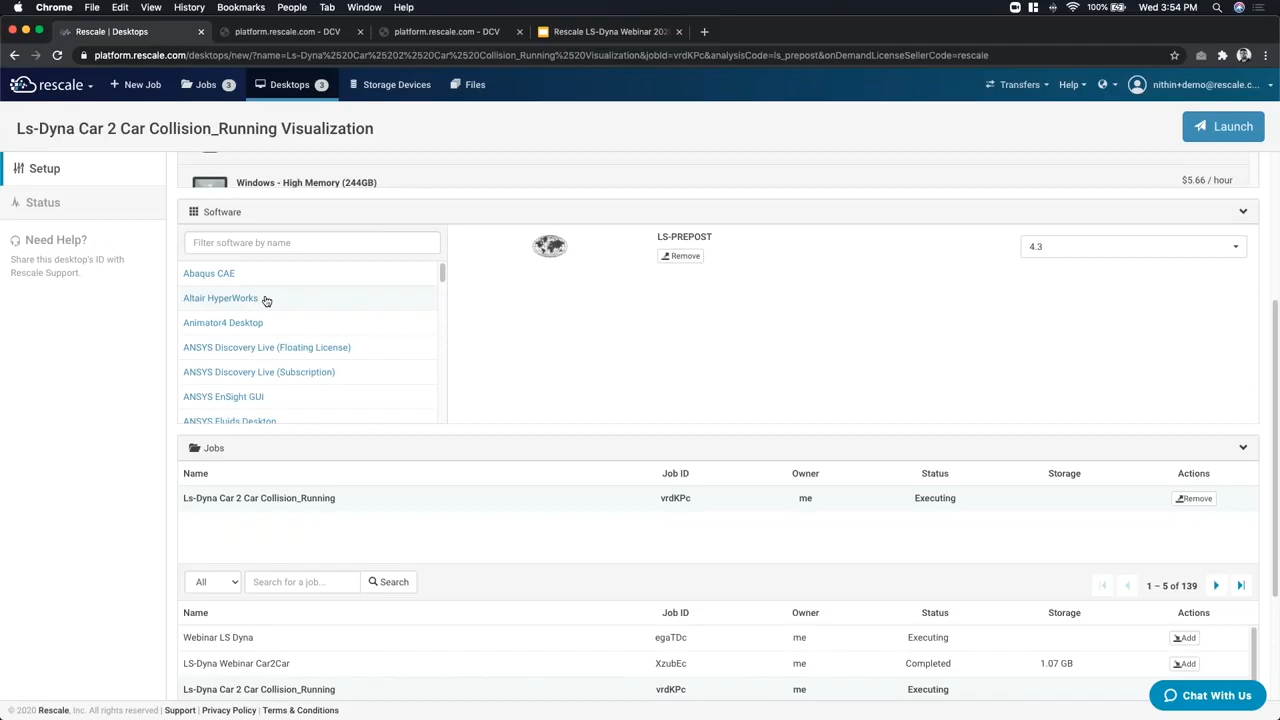 Chrome File Edit View History Bookmarks People Tab Window Help 100% Wed 3:54 PM
Rescale | Desktops
platform.rescale.com - DCV
platform.rescale.com - DCV
Rescale LS-Dyna Webinar 202
platform.rescale.com/desktops/new/?name=Ls-Dyna%2520Car%25202%2520Car%2520Collision_Running%2520Visualization&jobId=vrdKPc&analysisCode=ls_prepost&onDemandLicenseSellerCode=rescale
rescale New Job Jobs 3 Desktops 3 Storage Devices Files Transfers Help nithin+demo@rescale.c...
Ls-Dyna Car 2 Car Collision_Running Visualization
Launch
Setup
Status
Need Help?
Share this desktop's ID with
Rescale Support.
Windows - High Memory (244GB) $5.66 / hour
Software
Filter software by name
Abaqus CAE
Altair HyperWorks
Animator4 Desktop
ANSYS Discovery Live (Floating License)
ANSYS Discovery Live (Subscription)
ANSYS EnSight GUI
ANSYS Fluids Desktop
LS-PREPOST
Remove
4.3
Jobs
Name Job ID Owner Status Storage Actions
Ls-Dyna Car 2 Car Collision_Running vrdKPc me Executing Remove
All Search for a job... Search 1 – 5 of 139
Name Job ID Owner Status Storage Actions
Webinar LS Dyna egaTDc me Executing Add
LS-Dyna Webinar Car2Car XzubEc me Completed 1.07 GB Add
Ls-Dyna Car 2 Car Collision_Running vrdKPc me Executing
Chat With Us
© 2020 Rescale, Inc. All rights reserved | Support | Privacy Policy | Terms & Conditions